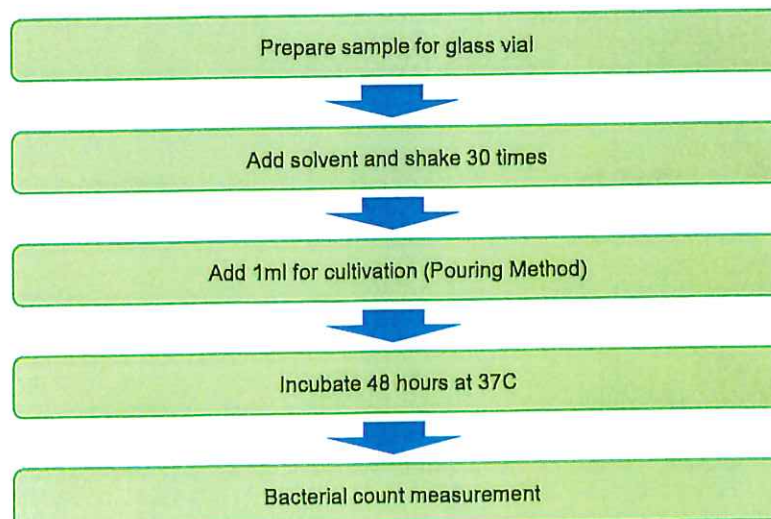 Prepare sample for glass vial
Add solvent and shake 30 times
Add 1ml for cultivation (Pouring Method)
Incubate 48 hours at 37C
Bacterial count measurement